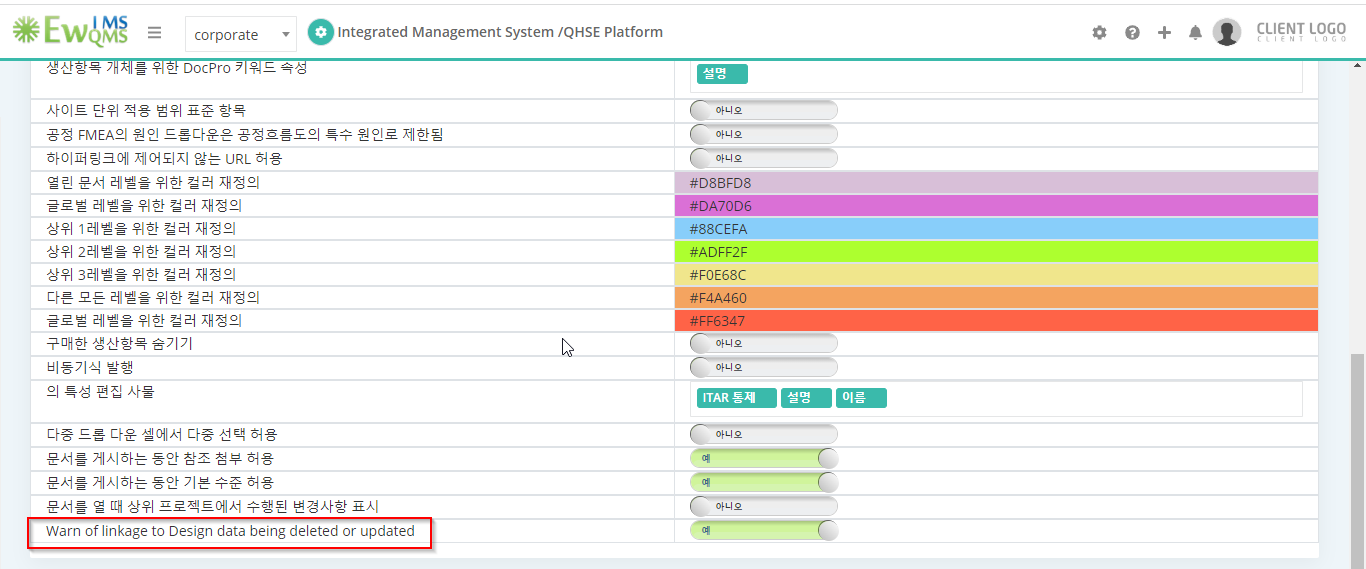 EwQMS IMS
corporate
Integrated Management System /QHSE Platform
CLIENT LOGO
CLIENT LOGO
생산항목 개체를 위한 DocPro 키워드 속성
설명
사이트 단위 적용 범위 표준 항목
아니오
공정 FMEA의 원인 드롭다운은 공정흐름도의 특수 원인로 제한됨
아니오
하이퍼링크에 제어되지 않는 URL 허용
아니오
열린 문서 레벨을 위한 컬러 재정의
#D8BFD8
글로벌 레벨을 위한 컬러 재정의
#DA70D6
상위 1레벨을 위한 컬러 재정의
#88CEFA
상위 2레벨을 위한 컬러 재정의
#ADFF2F
상위 3레벨을 위한 컬러 재정의
#F0E68C
다른 모든 레벨을 위한 컬러 재정의
#F4A460
글로벌 레벨을 위한 컬러 재정의
#FF6347
구매한 생산항목 숨기기
아니오
비동기식 발행
아니오
의 특성 편집 사물
ITAR 통제 설명 이름
다중 드롭 다운 셀에서 다중 선택 허용
아니오
문서를 게시하는 동안 참조 첨부 허용
예
문서를 게시하는 동안 기본 수준 허용
예
문서를 열 때 상위 프로젝트에서 수행된 변경사항 표시
아니오
Warn of linkage to Design data being deleted or updated
예